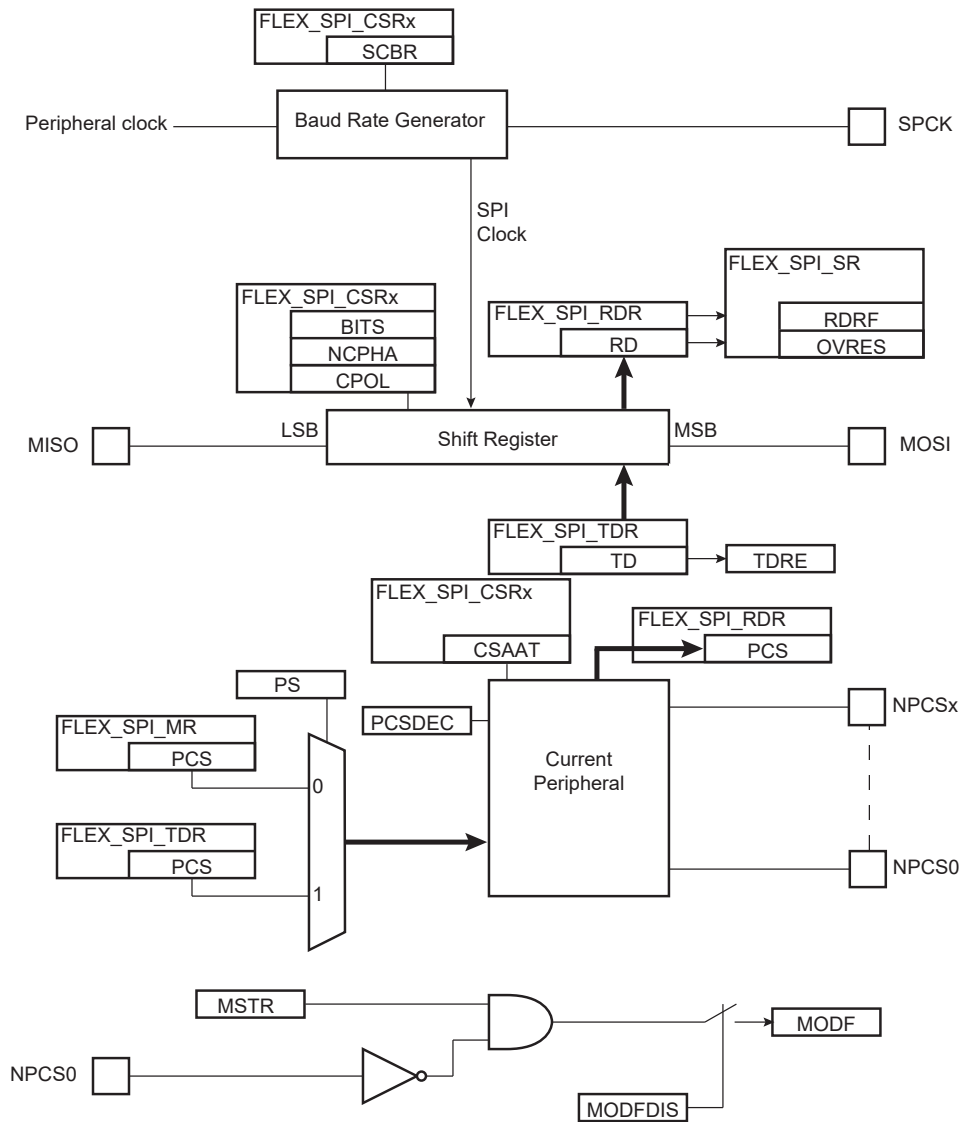 FLEX_SPI_CSRx
SCBR
Peripheral clock
Baud Rate Generator
SPCK
SPI
Clock
FLEX_SPI_SR
FLEX_SPI_CSRx
FLEX_SPI_RDR
BITS
RDRF
NCPHA
RD
OVRES
CPOL
LSB
MSB
MISO
Shift Register
MOSI
FLEX_SPI_TDR
TD
TDRE
FLEX_SPI_CSRx
FLEX_SPI_RDR
CSAAT
PCS
PS
NPCSx
FLEX_SPI_MR
PCSDEC
PCS
Current
Peripheral
0
FLEX_SPI_TDR
PCS
NPCS0
1
MSTR
MODF
NPCS0
MODFDIS